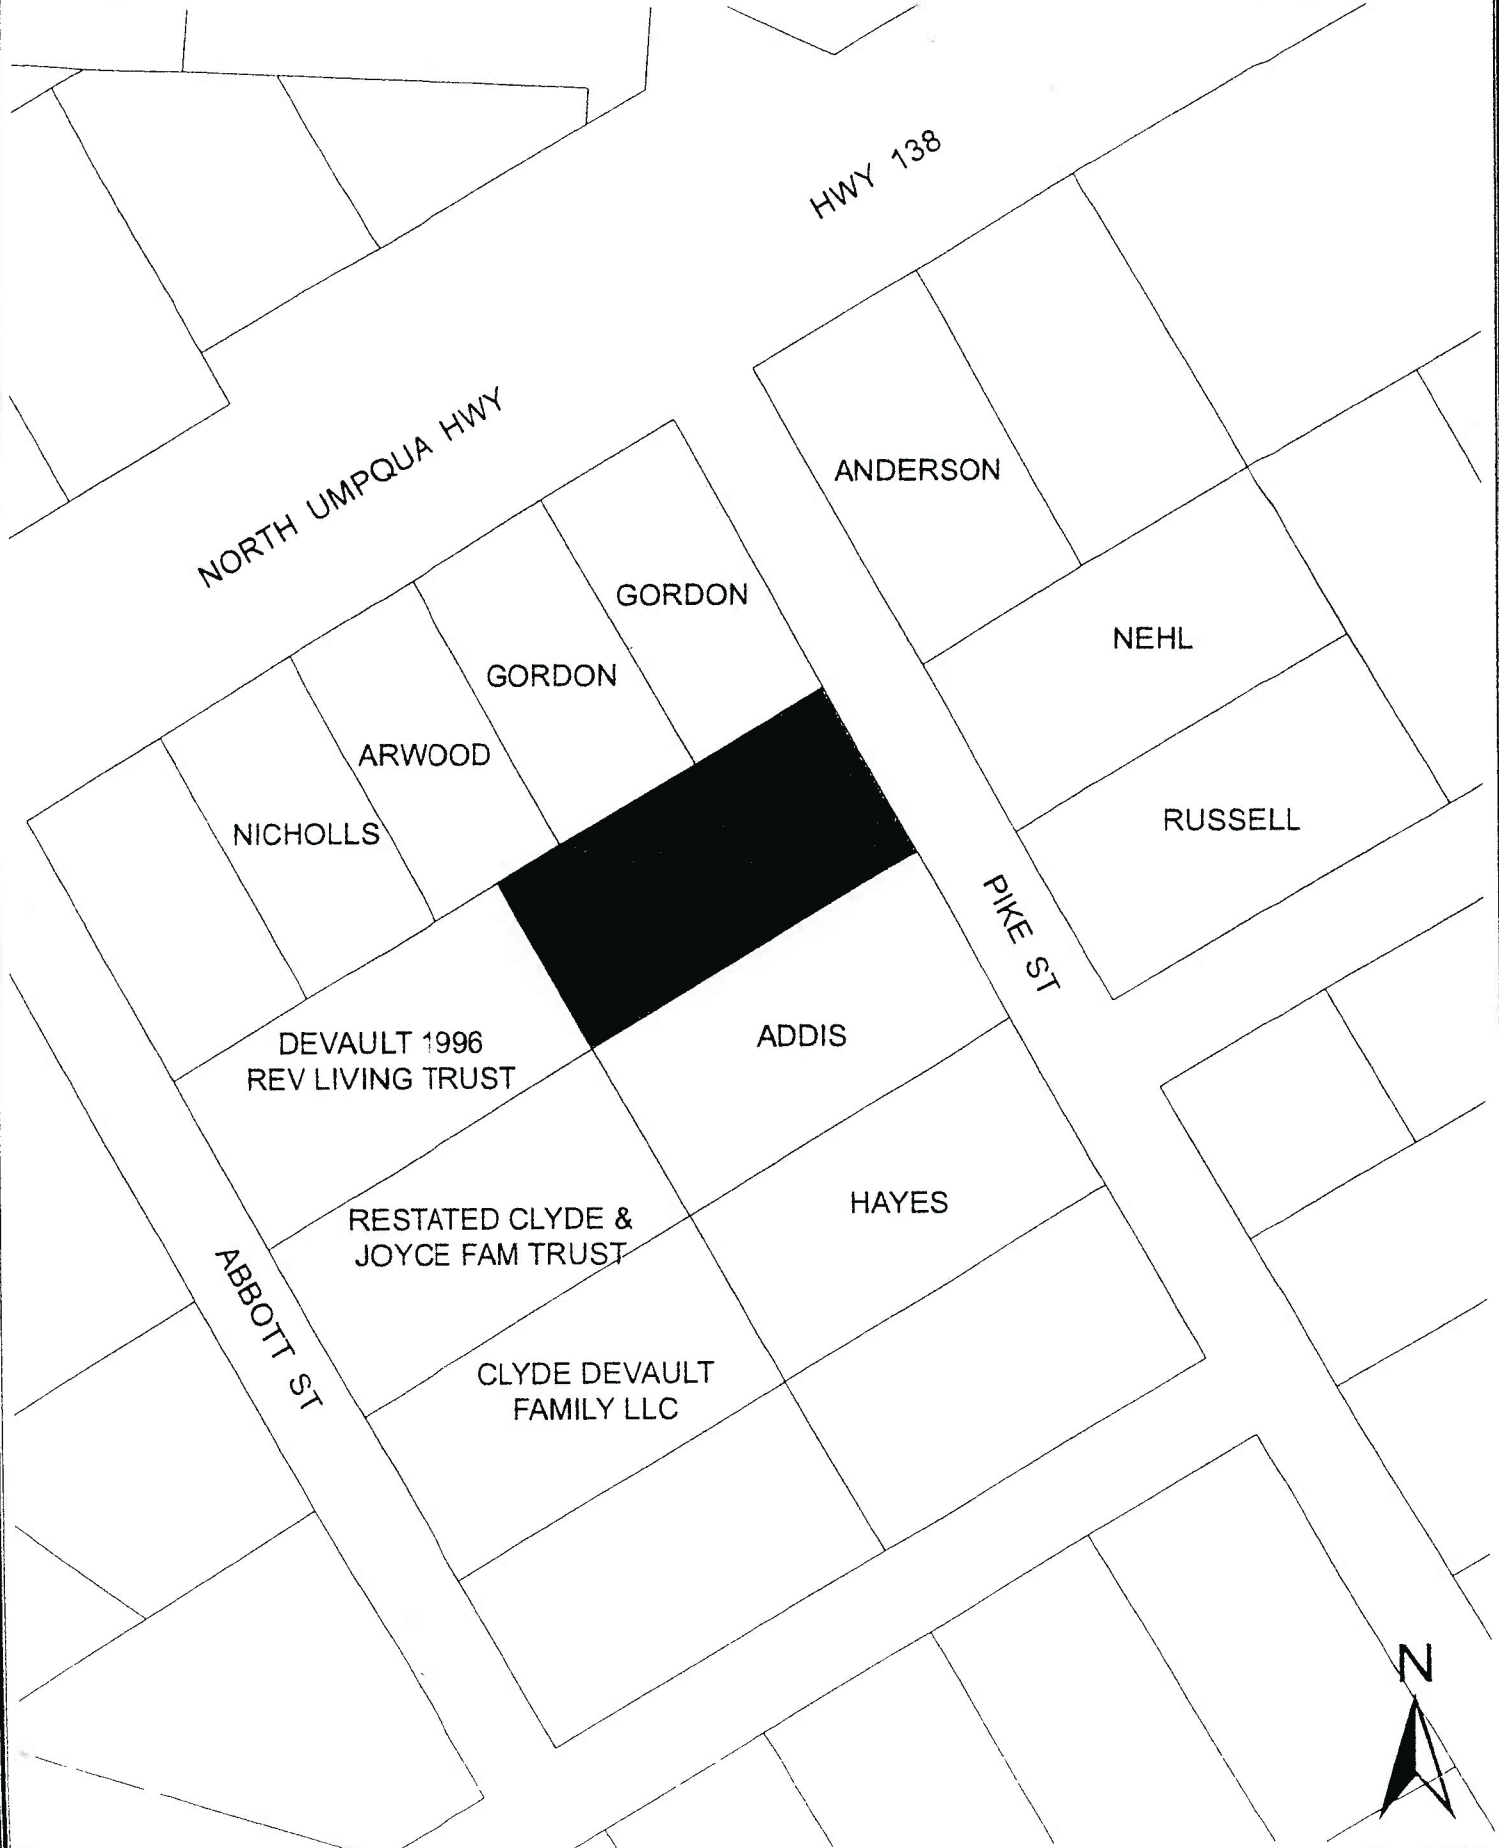 HWY 138
NORTH UMPQUA HWY
ANDERSON
GORDON
NEHL
GORDON
ARWOOD
NICHOLLS
RUSSELL
PIKE ST
DEVAULT 1996
REV LIVING TRUST
ADDIS
RESTATED CLYDE &
JOYCE FAM TRUST
HAYES
ABBOTT ST
CLYDE DEVAULT
FAMILY LLC
N